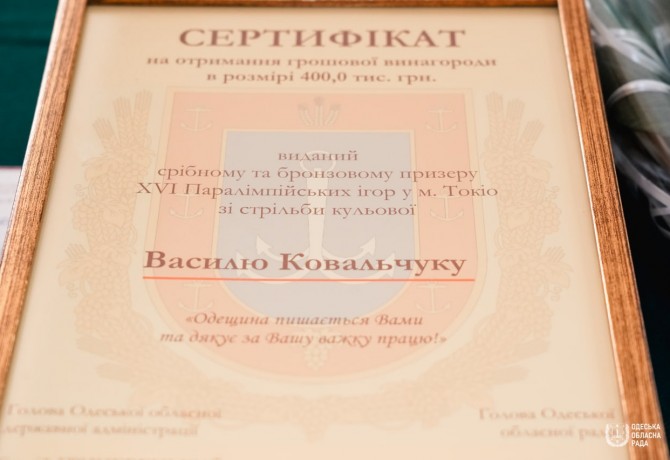 СЕРТИФІКАТ
на отримання грошової винагороди
в розмірі 400,0 тис. грн.
виданий
срібному та бронзовому призеру
XVI Паралімпійських ігор у м. Токіо
зі стрільби кульової
Василю Ковальчуку
«Одещина пишається Вами
та дякує за Вашу важку працю!»
Голова Одеської обласної
державної адміністрації
Голова Одеської
обласної ради
ОДЕСЬКА
ОБЛАСНА
РАДА